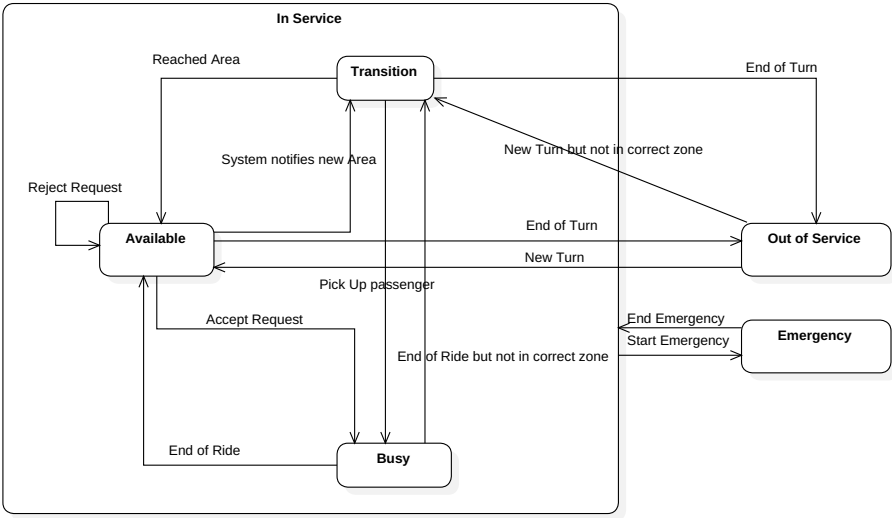 In Service
Reached Area
Transition
End of Turn
New Turn but not in correct zone
System notifies new Area
Reject Request
Available
End of Turn
Out of Service
New Turn
Pick Up passenger
Accept Request
End Emergency
Emergency
Start Emergency
End of Ride but not in correct zone
End of Ride
Busy